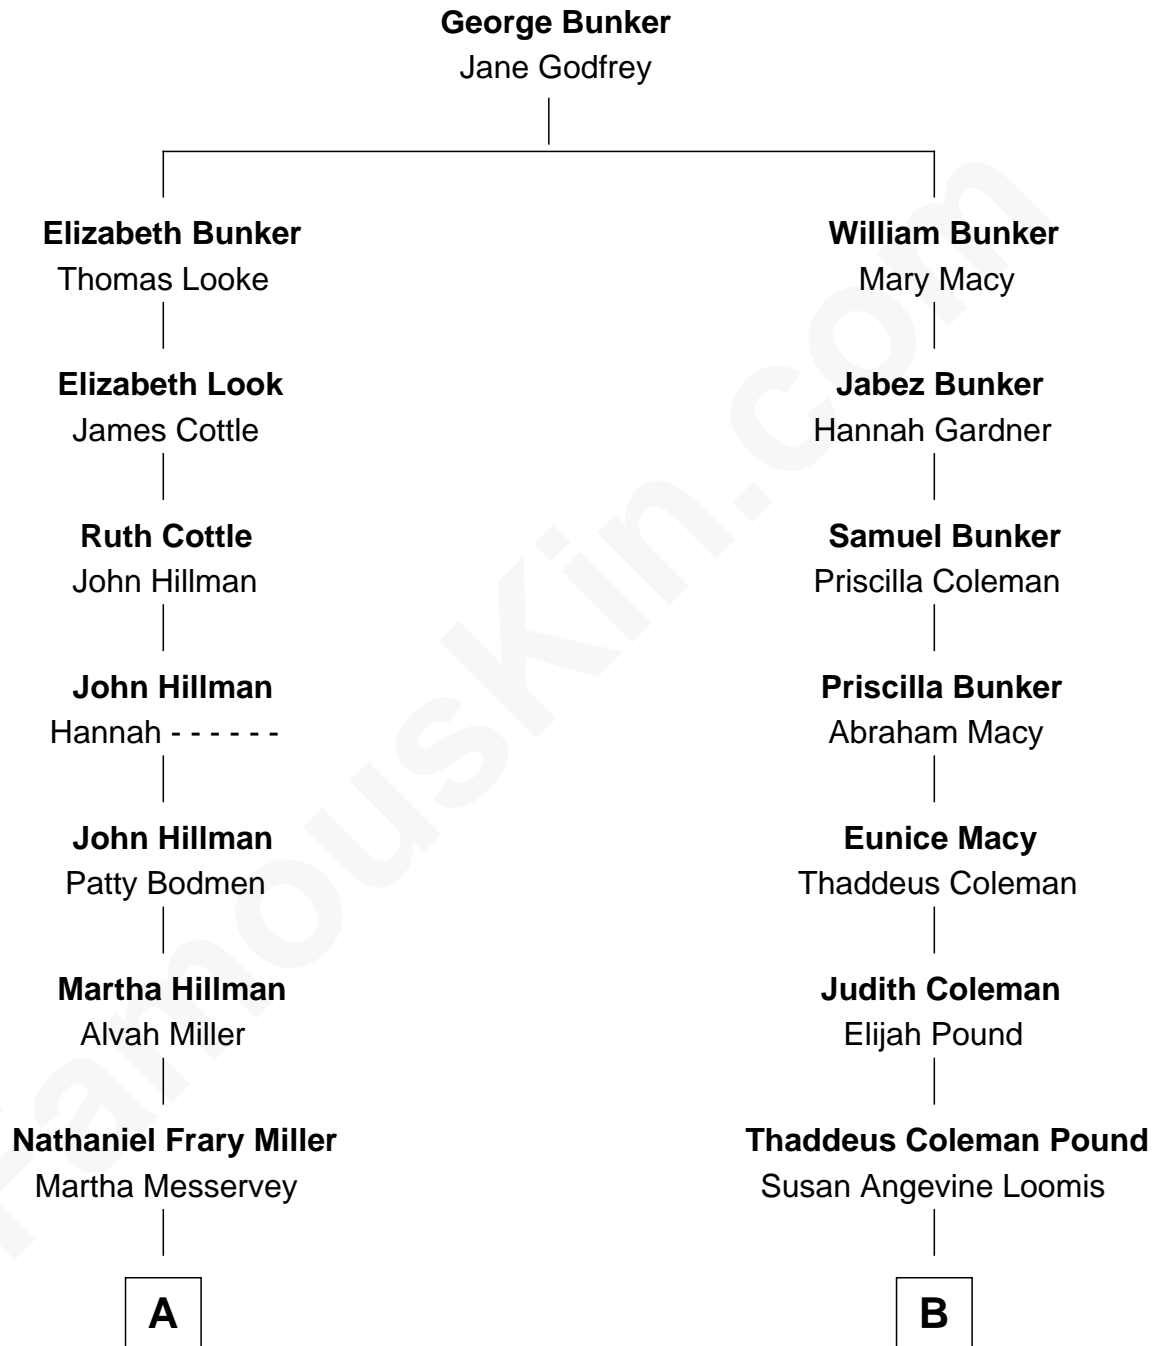 George Bunker
Jane Godfrey
Elizabeth Bunker
Thomas Looke
William Bunker
Mary Macy
Elizabeth Look
James Cottle
Jabez Bunker
Hannah Gardner
Ruth Cottle
John Hillman
Samuel Bunker
Priscilla Coleman
John Hillman
Hannah - - - - - -
Priscilla Bunker
Abraham Macy
John Hillman
Patty Bodmen
Eunice Macy
Thaddeus Coleman
Martha Hillman
Alvah Miller
Judith Coleman
Elijah Pound
Nathaniel Frary Miller
Martha Messervey
Thaddeus Coleman Pound
Susan Angevine Loomis
A
B
FamousKin.com